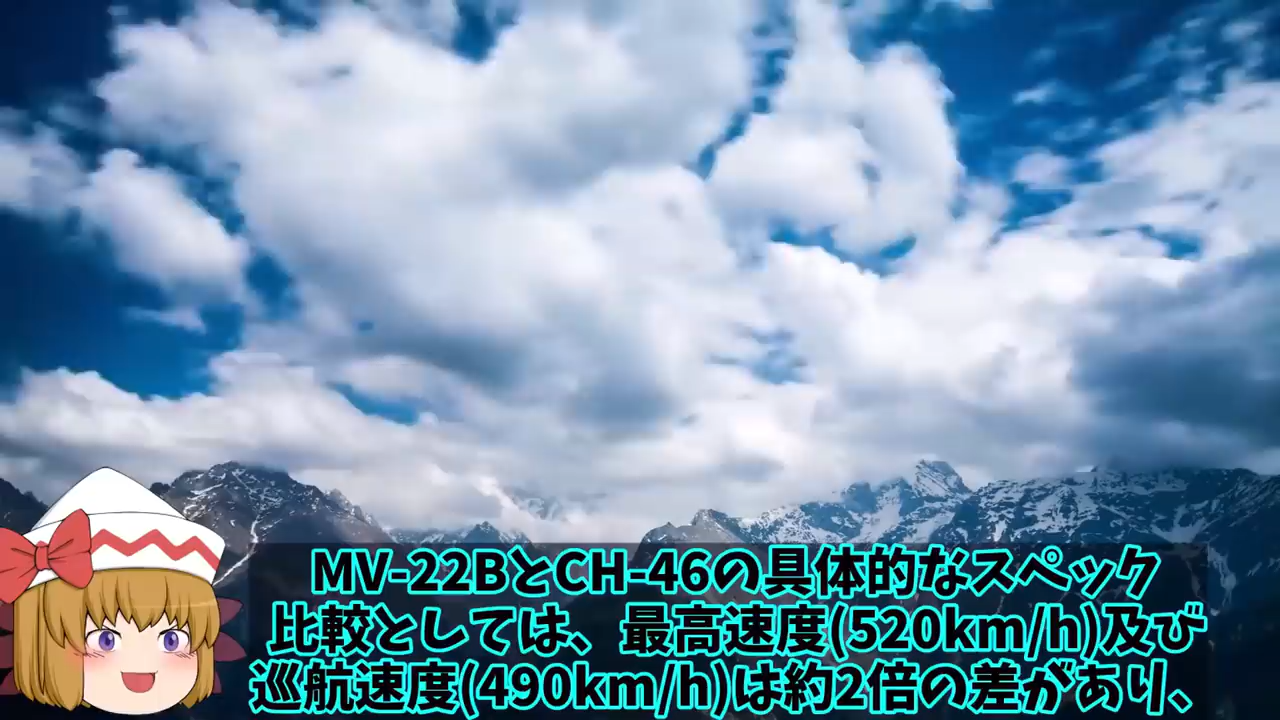 MV-22BとCH-46の具体的なスペック
比較としては、最高速度(520km/h)及び
巡航速度(490km/h)は約2倍の差があり、